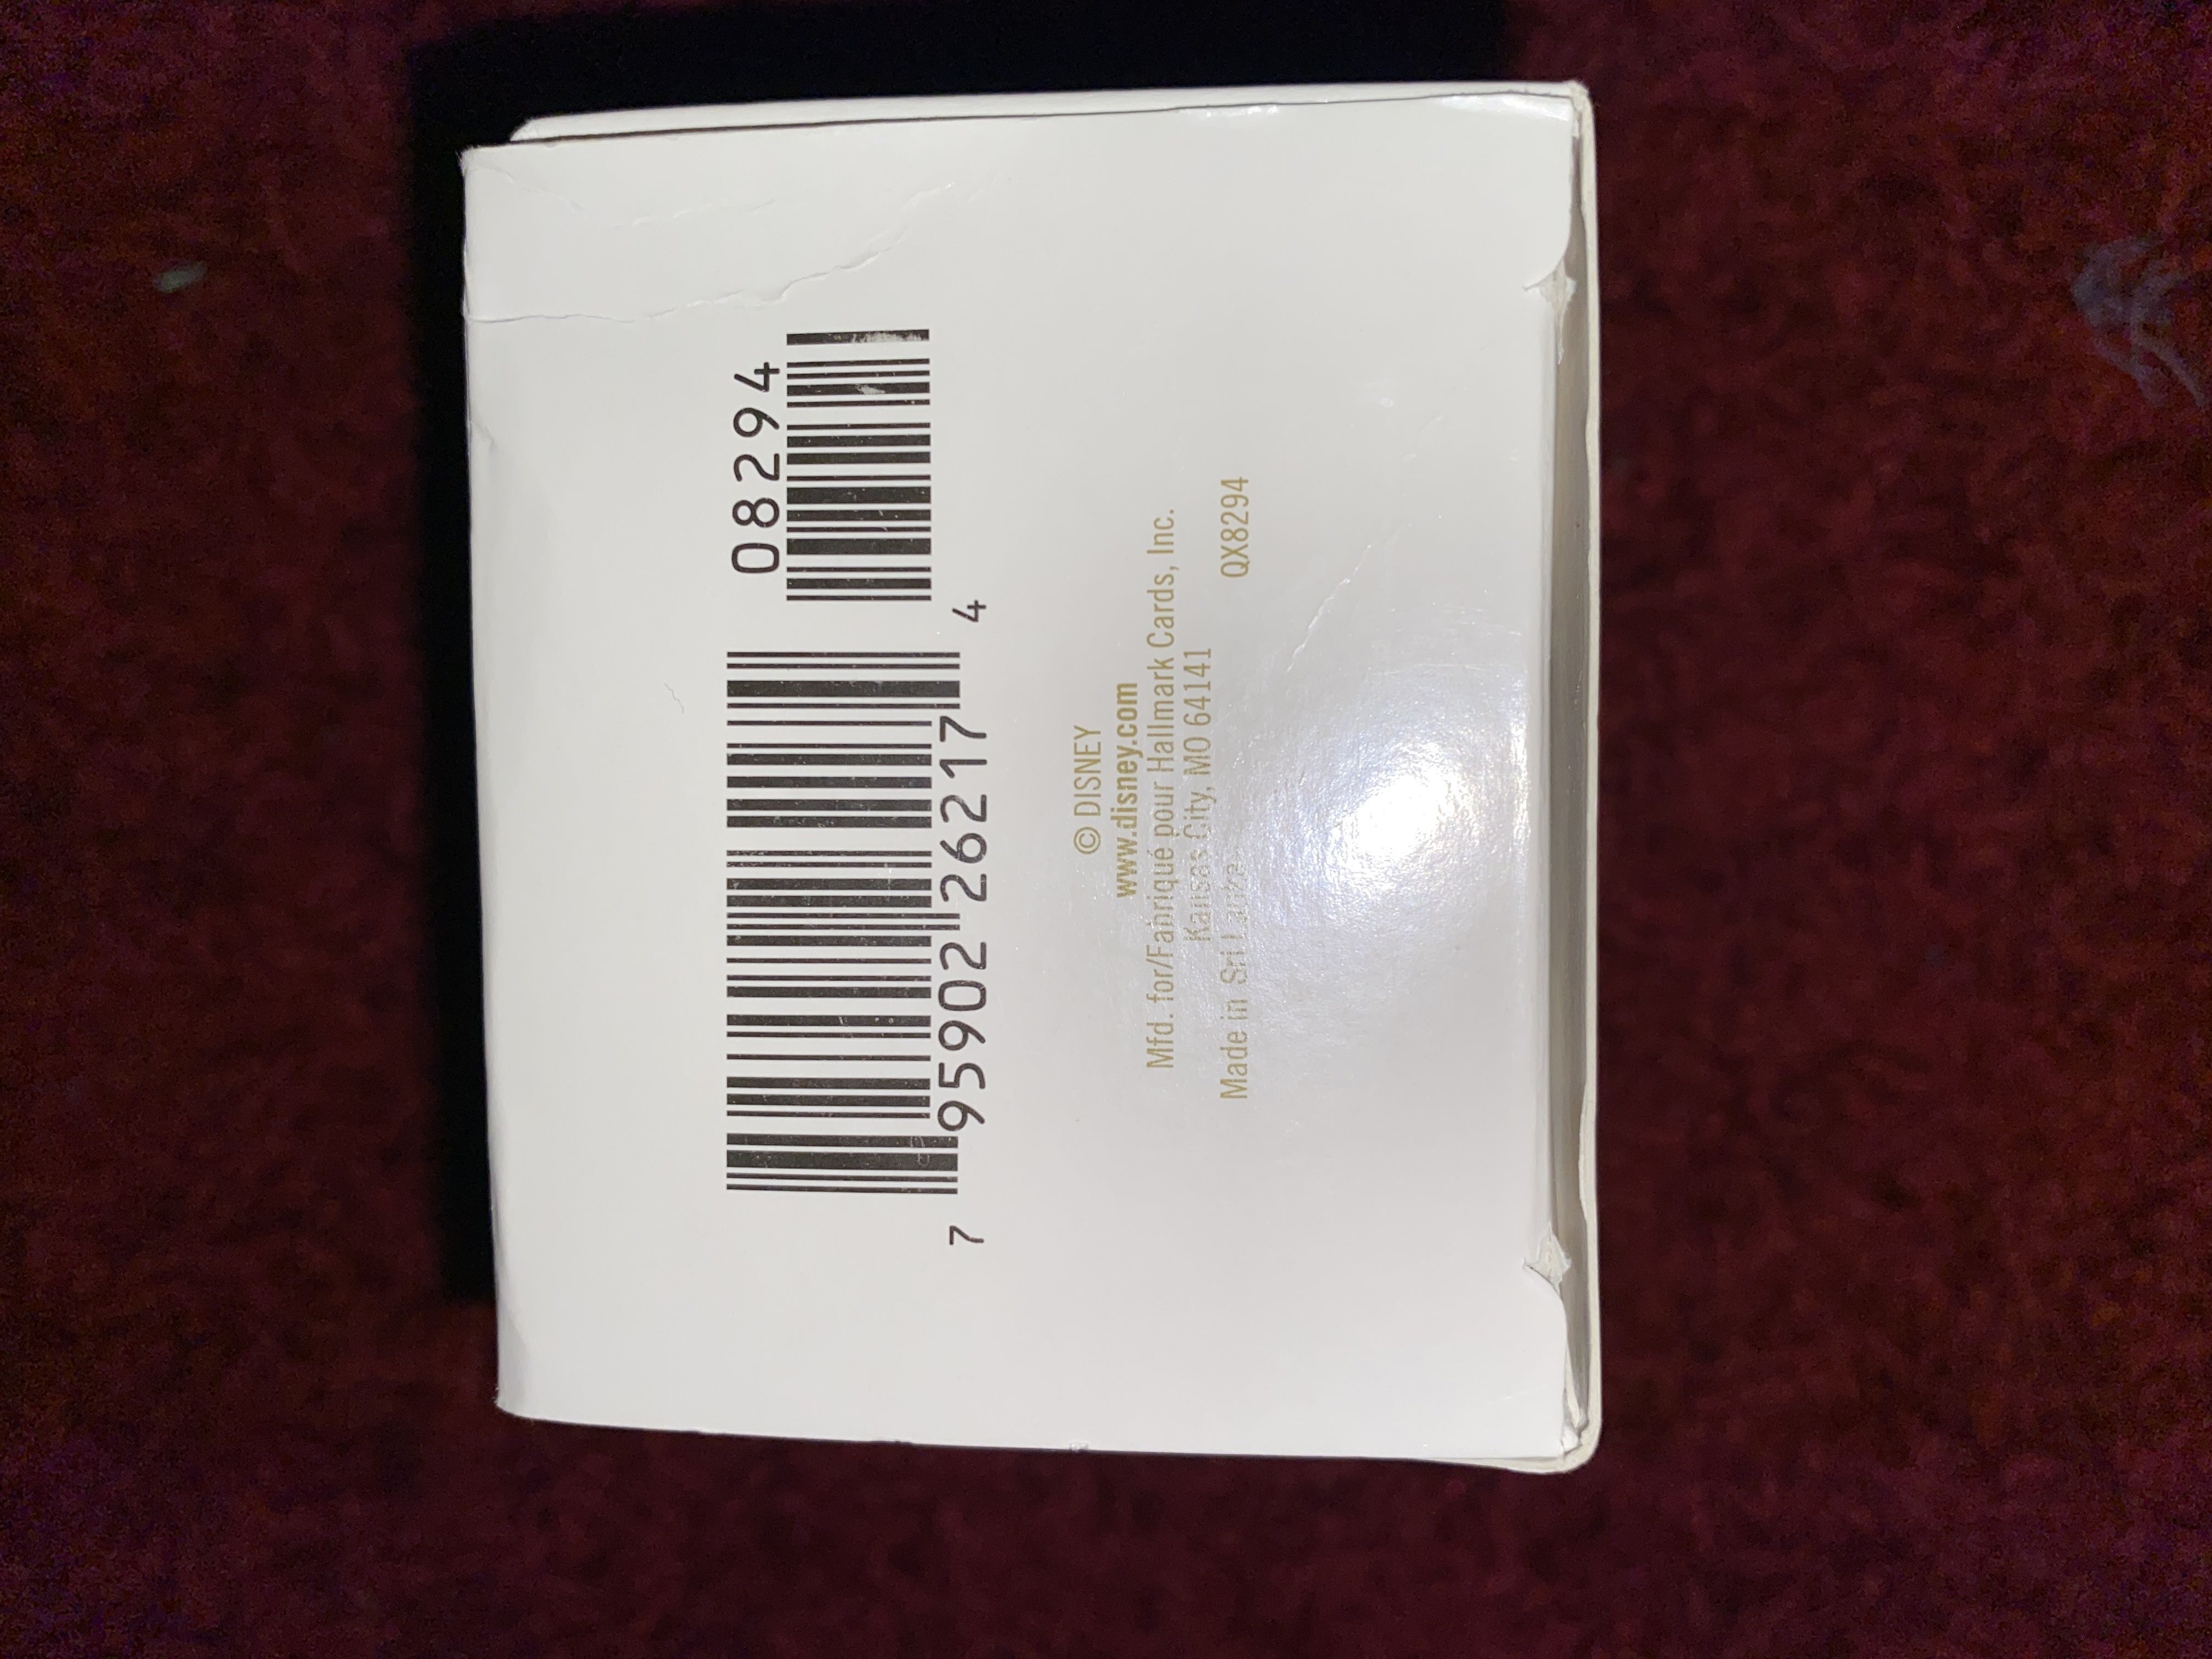 08294
7 95902 26217 4
© DISNEY
www.disney.com
Mfd. for/Fabriqué pour Hallmark Cards, Inc.
Kansas City, MO 64141
Made in Sri Lanka QX8294